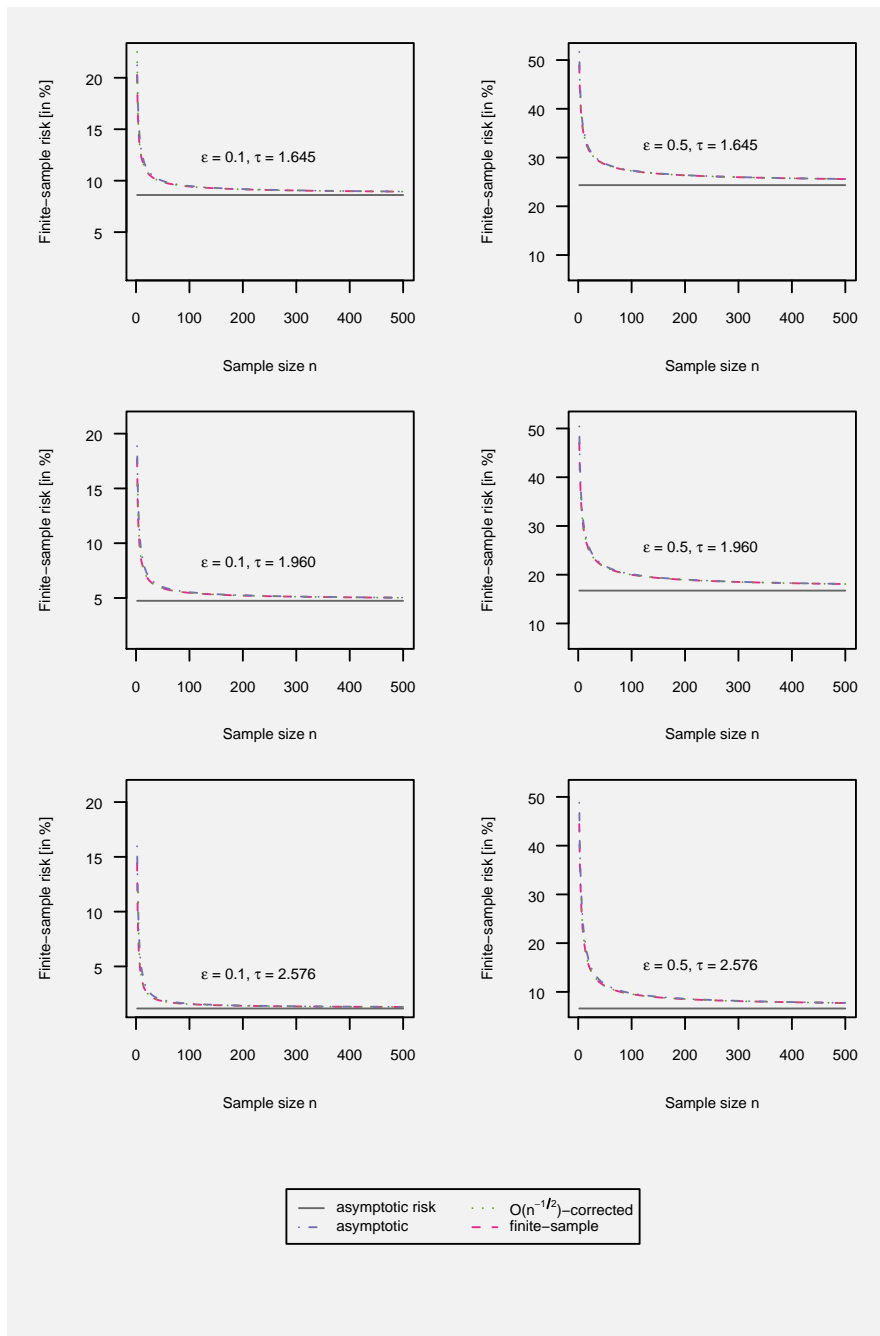 Finite−sample risk [in %]
20
15
10
5
ε = 0.1, τ = 1.645
0 100 200 300 400 500
Sample size n
Finite−sample risk [in %]
50
40
30
20
10
ε = 0.5, τ = 1.645
0 100 200 300 400 500
Sample size n
Finite−sample risk [in %]
20
15
10
5
ε = 0.1, τ = 1.960
0 100 200 300 400 500
Sample size n
Finite−sample risk [in %]
50
40
30
20
10
ε = 0.5, τ = 1.960
0 100 200 300 400 500
Sample size n
Finite−sample risk [in %]
20
15
10
5
ε = 0.1, τ = 2.576
0 100 200 300 400 500
Sample size n
Finite−sample risk [in %]
50
40
30
20
10
ε = 0.5, τ = 2.576
0 100 200 300 400 500
Sample size n
asymptotic risk
asymptotic
O(n⁻¹ᐟ²)−corrected
finite−sample